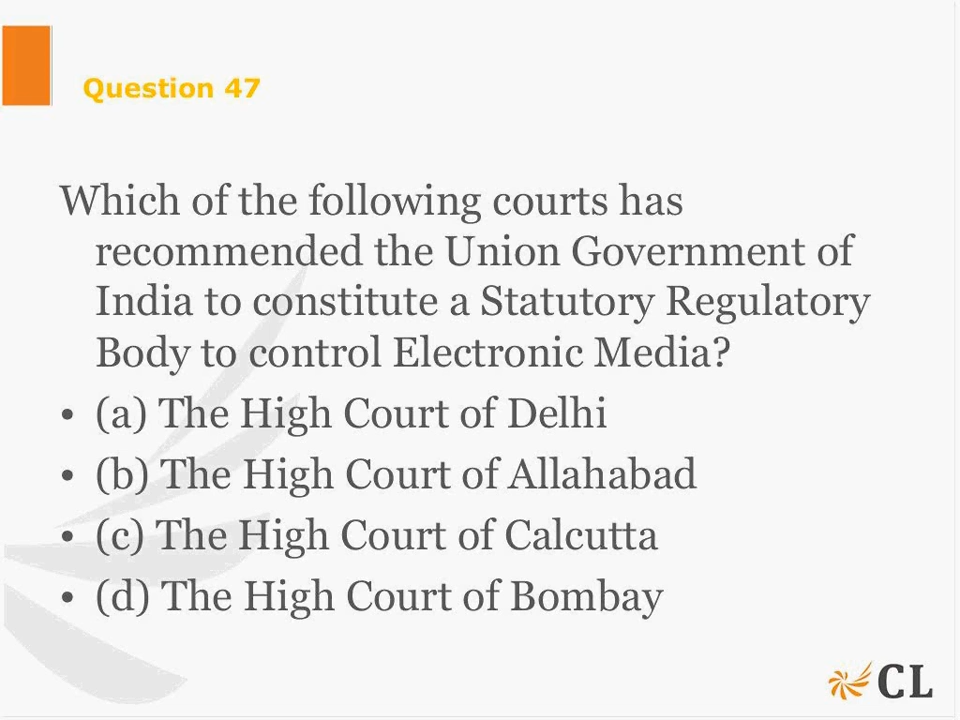 Question 47
Which of the following courts has
recommended the Union Government of
India to constitute a Statutory Regulatory
Body to control Electronic Media?
• (a) The High Court of Delhi
• (b) The High Court of Allahabad
• (c) The High Court of Calcutta
• (d) The High Court of Bombay
CL